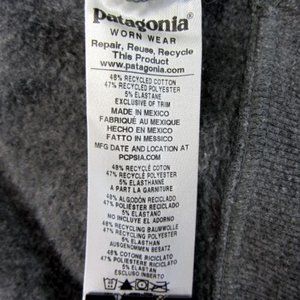 patagonia®
WORN WEAR
Repair, Reuse, Recycle
This Product
www.patagonia.com
48% RECYCLED COTTON
47% RECYCLED POLYESTER
5% ELASTANE
EXCLUSIVE OF TRIM
MADE IN MEXICO
FABRIQUÉ AU MEXIQUE
HECHO EN MEXICO
FATTO IN MESSICO
MFG DATE AND LOCATION AT
PCPSIA.COM
48% RECYCLÉ COTON
47% RECYCLÉ POLYESTER
5% ELASTHANNE
A PART LA GARNITURE
48% ALGODÓN RECICLADO
47% POLIÉSTER RECICLADO
5% ELASTANO
NO INCLUYE EL ADORNO
48% RECYCLING BAUMWOLLE
47% RECYCLING POLYESTER
5% ELASTHAN
AUSGENOMMEN BESATZ
48% COTONE RICICLATO
47% POLIESTERE RICICLATO
5% ELASTAN
ESCLUSO INSERTO